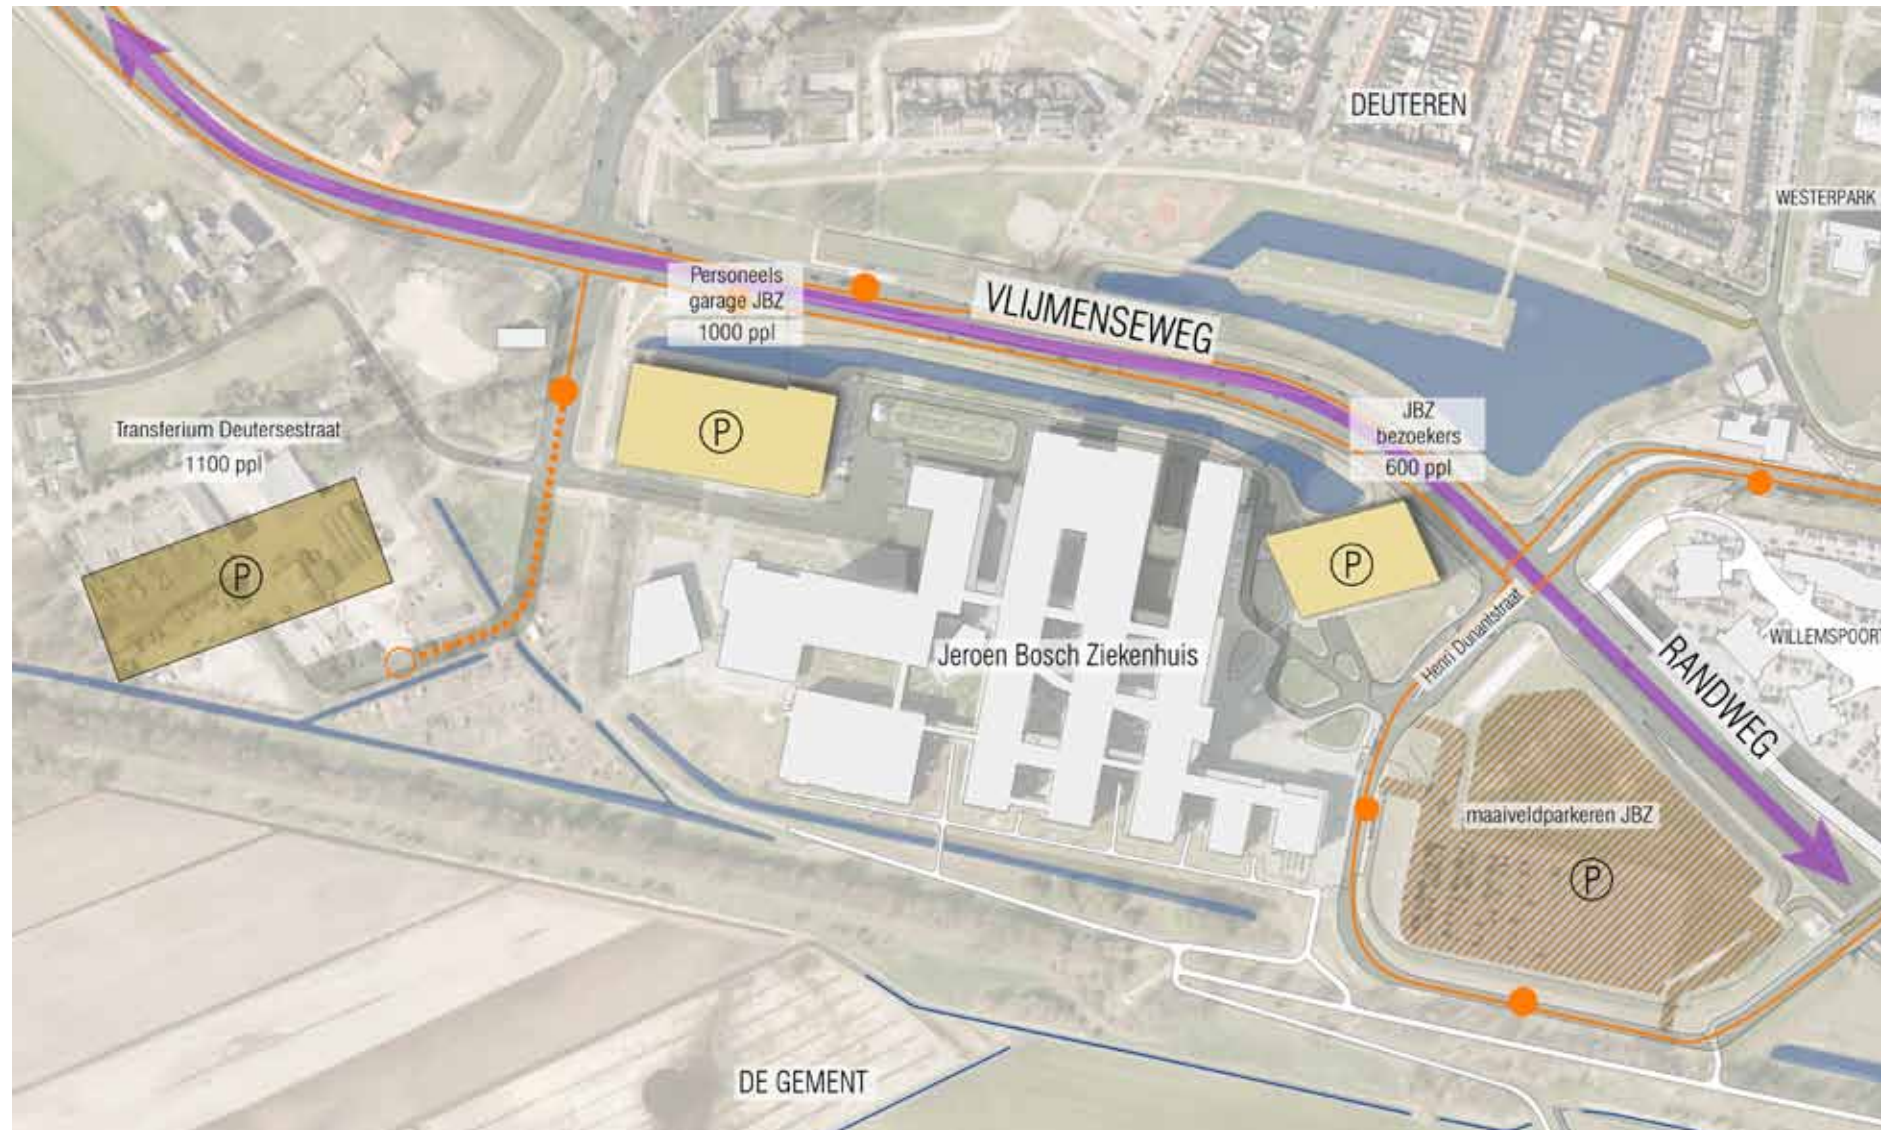 DEUTEREN
WESTERPARK
Personeels
garage JBZ
1000 ppl
VLIJMENSEWEG
JBZ
bezoekers
600 ppl
Transferium Deutersestraat
1100 ppl
P
P
P
Henri Dunantstraat
WILLEMSPOORT
Jeroen Bosch Ziekenhuis
RANDWEG
maaiveldparkeren JBZ
P
DE GEMENT